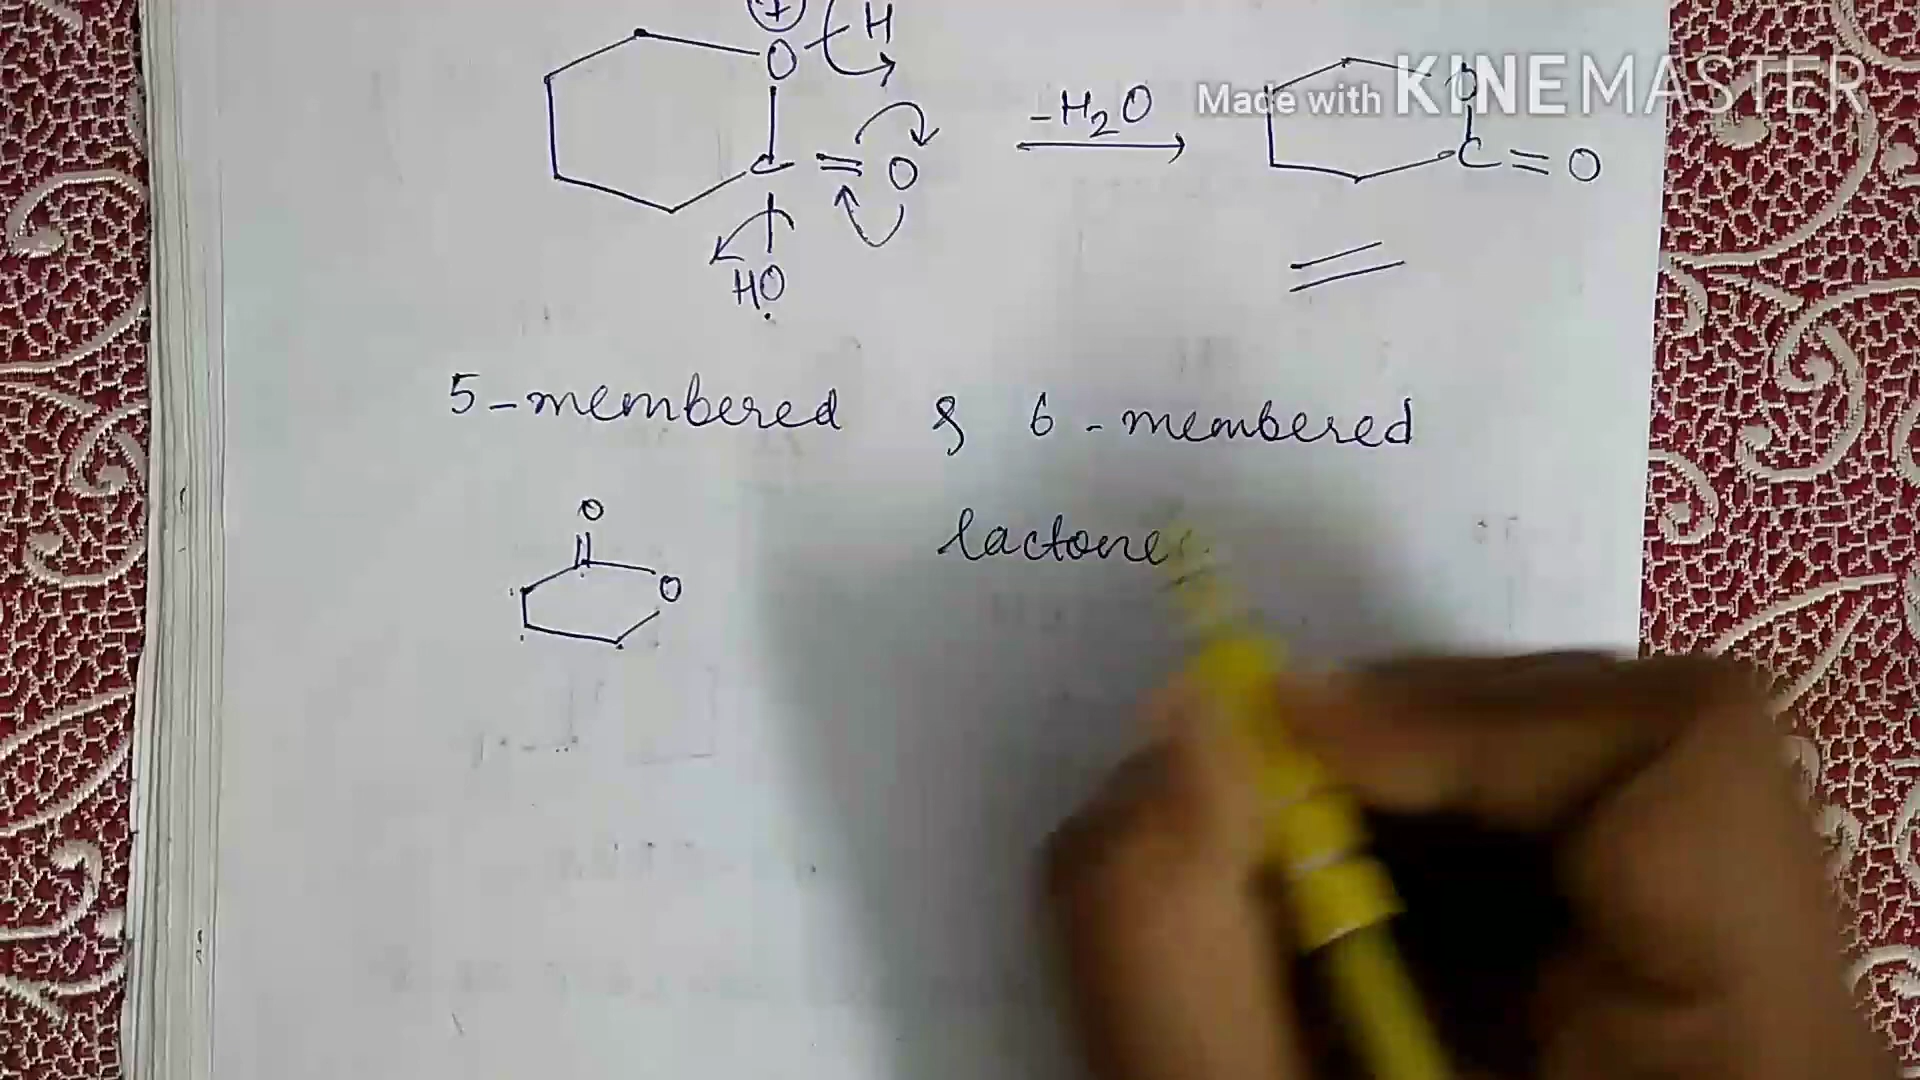 ⊕
O H
C = O
HO
-H₂O
O
C = O
Made with KINEMASTER
5-membered & 6-membered
lactone
O
O